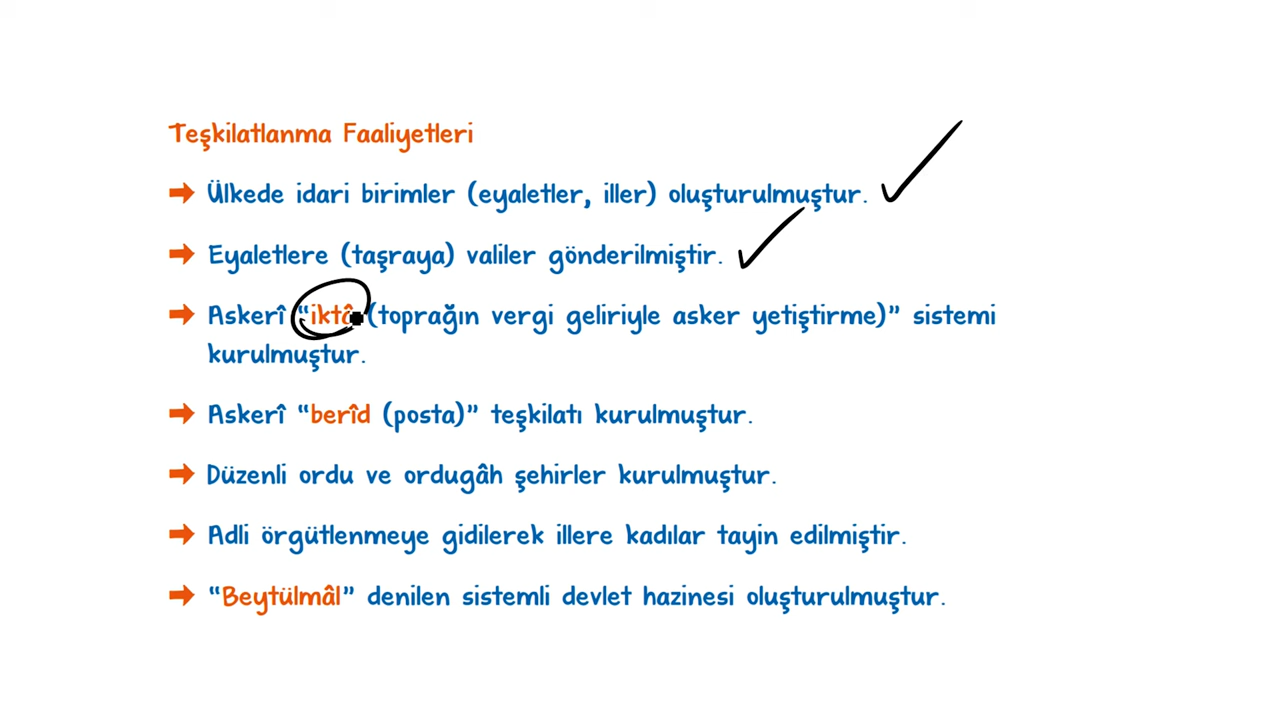 Teşkilatlanma Faaliyetleri
➡ Ülkede idari birimler (eyaletler, iller) oluşturulmuştur.
➡ Eyaletlere (taşraya) valiler gönderilmiştir.
➡ Askerî “iktâ (toprağın vergi geliriyle asker yetiştirme)” sistemi
kurulmuştur.
➡ Askerî “berîd (posta)” teşkilatı kurulmuştur.
➡ Düzenli ordu ve ordugâh şehirler kurulmuştur.
➡ Adli örgütlenmeye gidilerek illere kadılar tayin edilmiştir.
➡ “Beytülmâl” denilen sistemli devlet hazinesi oluşturulmuştur.